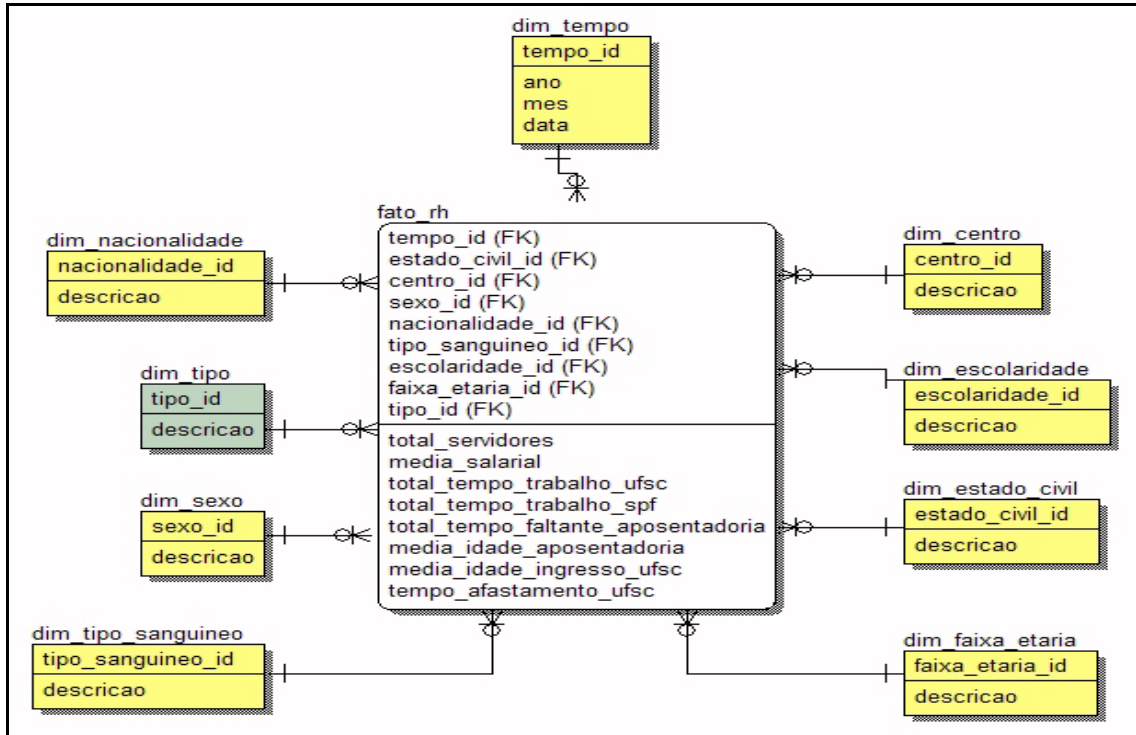 dim_tempo
tempo_id
ano
mes
data
fato_rh
tempo_id (FK)
estado_civil_id (FK)
centro_id (FK)
sexo_id (FK)
nacionalidade_id (FK)
tipo_sanguineo_id (FK)
escolaridade_id (FK)
faixa_etaria_id (FK)
tipo_id (FK)
total_servidores
media_salarial
total_tempo_trabalho_ufsc
total_tempo_trabalho_spf
total_tempo_faltante_aposentadoria
media_idade_aposentadoria
media_idade_ingresso_ufsc
tempo_afastamento_ufsc
dim_nacionalidade
nacionalidade_id
descricao
dim_tipo
tipo_id
descricao
dim_sexo
sexo_id
descricao
dim_tipo_sanguineo
tipo_sanguineo_id
descricao
dim_centro
centro_id
descricao
dim_escolaridade
escolaridade_id
descricao
dim_estado_civil
estado_civil_id
descricao
dim_faixa_etaria
faixa_etaria_id
descricao